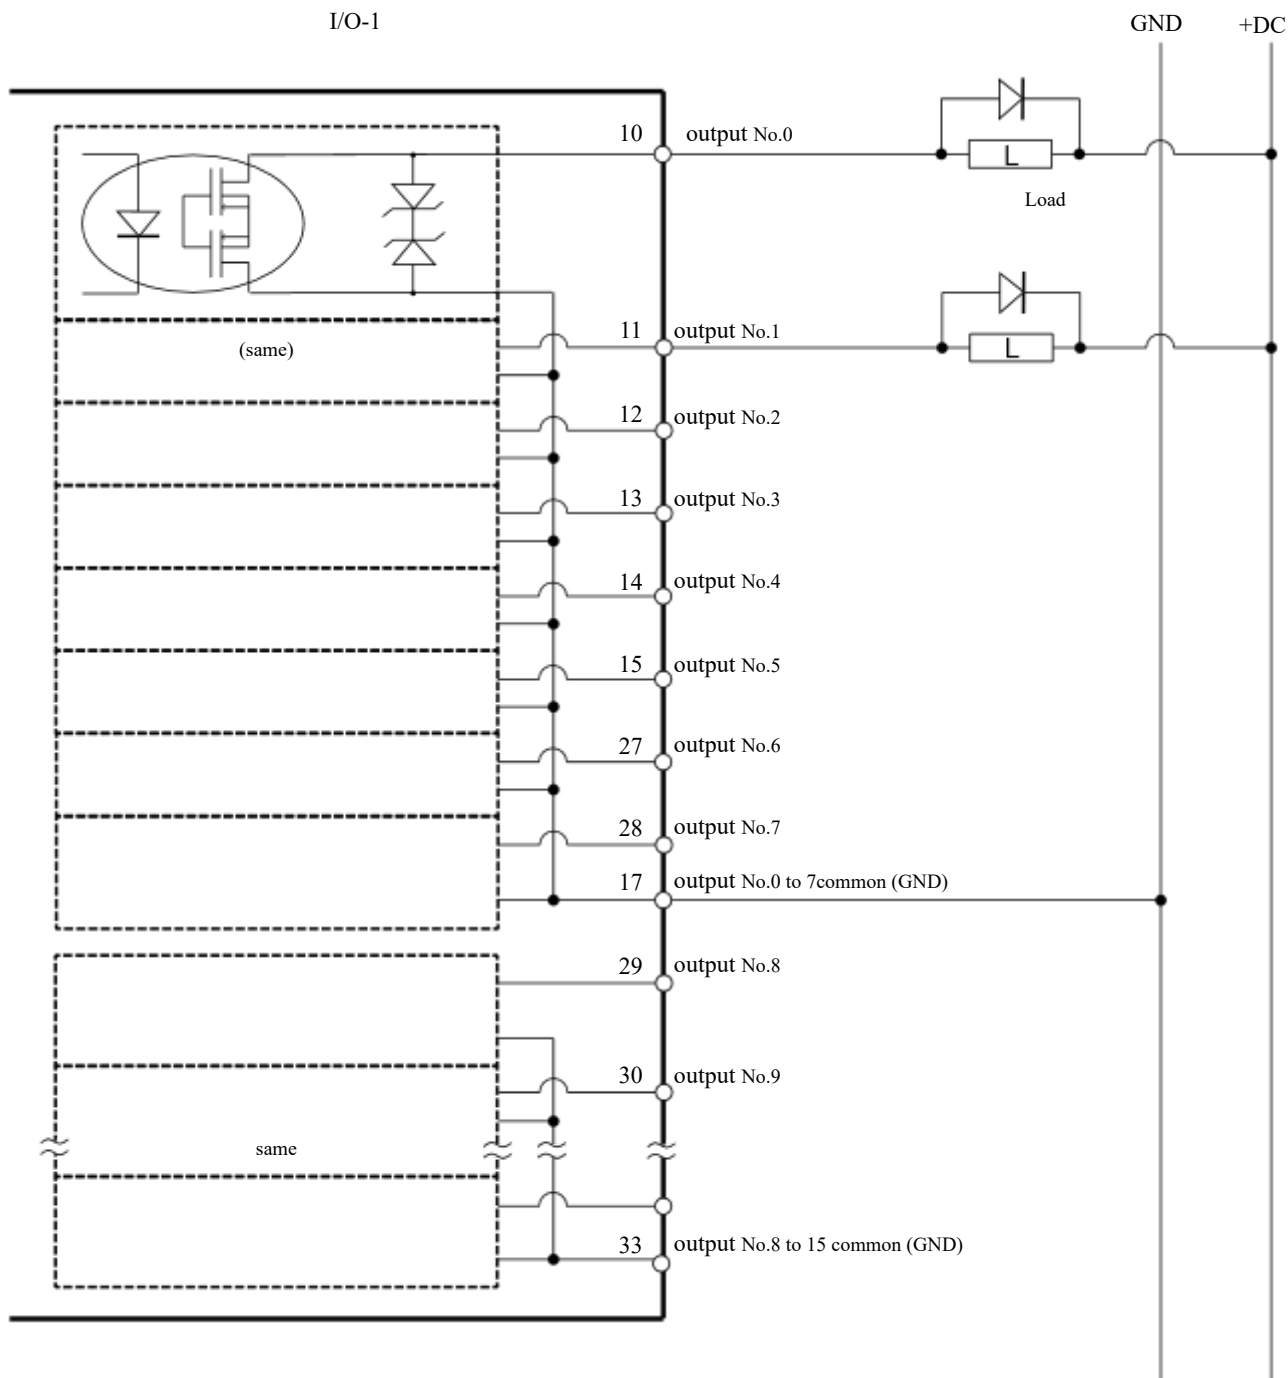 I/O-1
GND
+DC
10
output No.0
L
Load
11
output No.1
L
(same)
12
output No.2
13
output No.3
14
output No.4
15
output No.5
27
output No.6
28
output No.7
17
output No.0 to 7common (GND)
29
output No.8
30
output No.9
same
33
output No.8 to 15 common (GND)